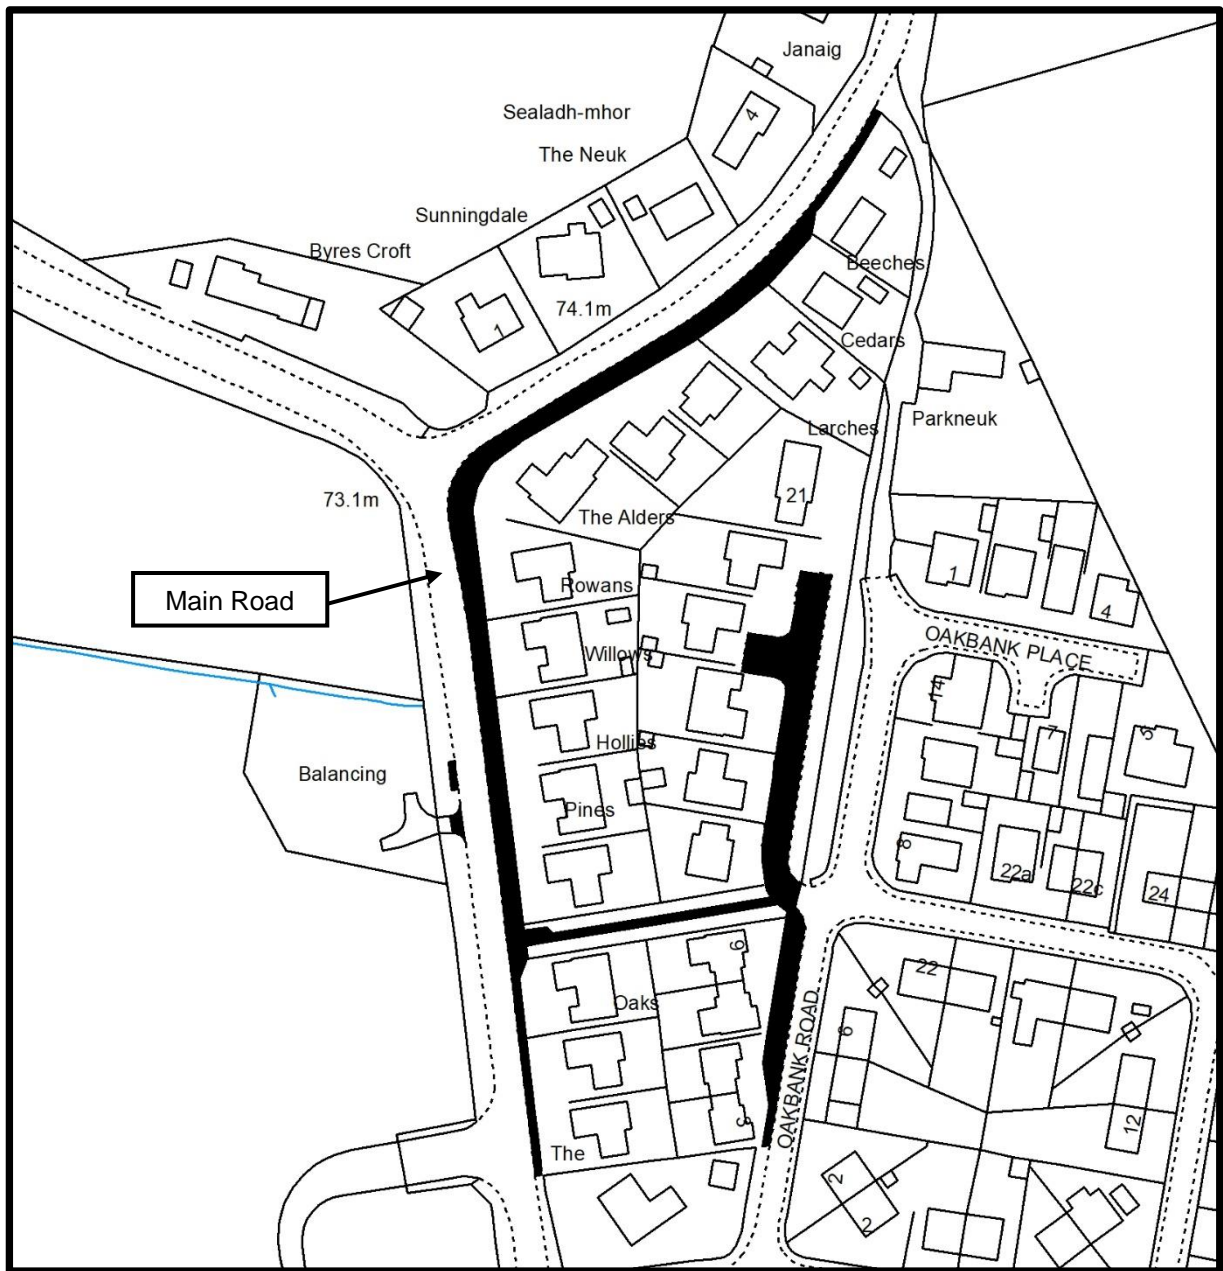 Janaig
4
Sealadh-mhor
The Neuk
Sunningdale
Byres Croft
74.1m
1
Beeches
Cedars
Larches
Parkneuk
73.1m
21
The Alders
Main Road
Rowans
1
4
OAKBANK PLACE
Willows
14
Hollies
7
5
Balancing
Pines
8
22a
22c
24
9
22
Oaks
OAKBANK ROAD
6
12
3
The
2
2